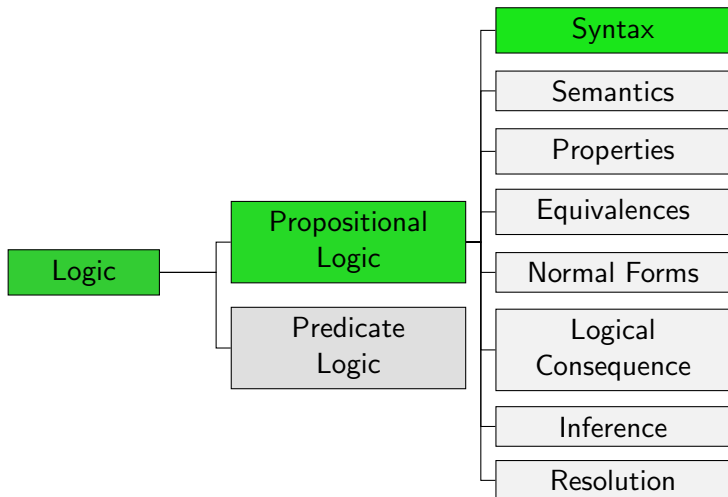 Logic
Propositional
Logic
Predicate
Logic
Syntax
Semantics
Properties
Equivalences
Normal Forms
Logical
Consequence
Inference
Resolution